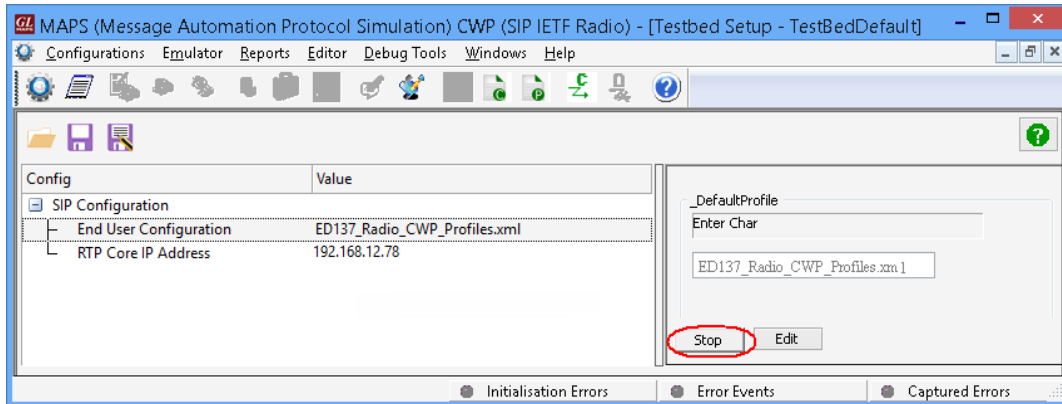 MAPS (Message Automation Protocol Simulation) CWP (SIP IETF Radio) - [Testbed Setup - TestBedDefault]
Configurations Emulator Reports Editor Debug Tools Windows Help
Config Value
SIP Configuration
End User Configuration ED137_Radio_CWP_Profiles.xml
RTP Core IP Address 192.168.12.78
_DefaultProfile
Enter Char
ED137_Radio_CWP_Profiles.xml
Stop Edit
Initialisation Errors Error Events Captured Errors